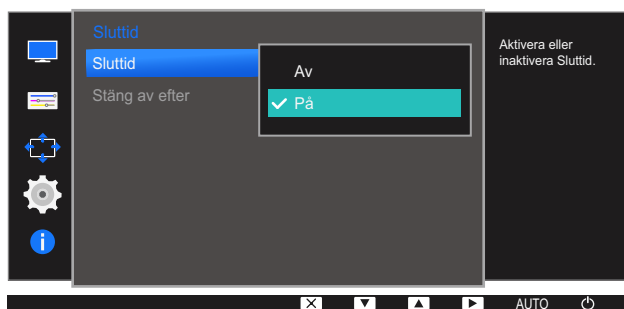 Sluttid
Sluttid
Stäng av efter
Av
På
Aktivera eller
inaktivera Sluttid.
AUTO